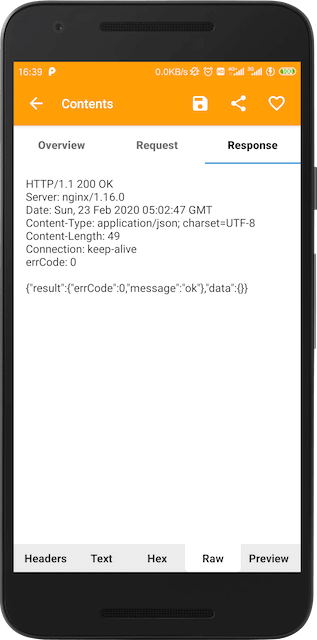 16:39 P 0.0KB/s 4G 3G 100
Contents
Overview Request Response
HTTP/1.1 200 OK
Server: nginx/1.16.0
Date: Sun, 23 Feb 2020 05:02:47 GMT
Content-Type: application/json; charset=UTF-8
Content-Length: 49
Connection: keep-alive
errCode: 0
{"result":{"errCode":0,"message":"ok"},"data":{}}
Headers Text Hex Raw Preview